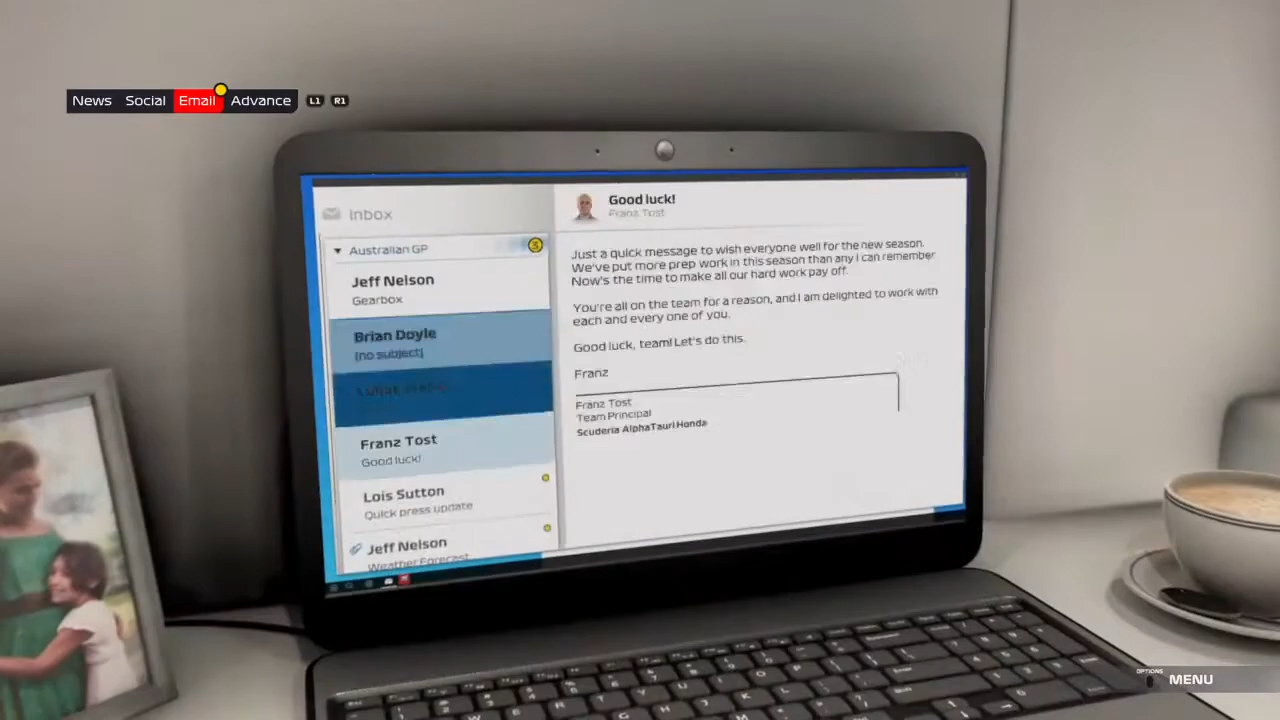 News Social Email Advance L1 R1
Inbox
Australian GP 5
Jeff Nelson
Gearbox
Brian Doyle
[no subject]
Franz Tost
Good luck!
Lois Sutton
Quick press update
Jeff Nelson
Weather Forecast
Good luck!
Franz Tost
Just a quick message to wish everyone well for the new season.
We've put more prep work in this season than any I can remember
Now's the time to make all our hard work pay off.
You're all on the team for a reason, and I am delighted to work with
each and every one of you.
Good luck, team! Let's do this.
Franz
Franz Tost
Team Principal
Scuderia AlphaTauri Honda
OPTIONS
MENU